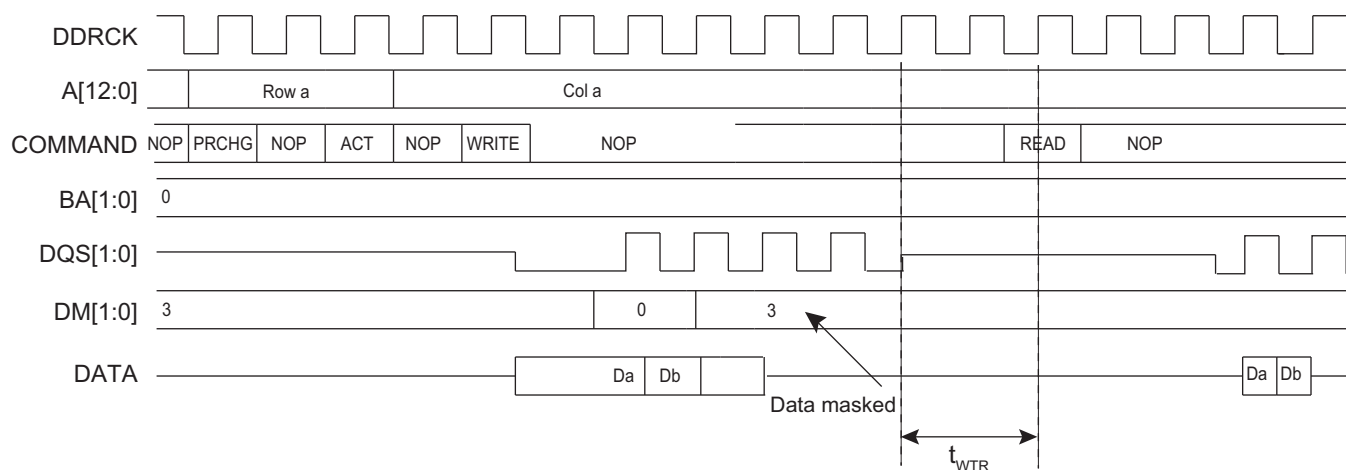 DDRCK
A[12:0] Row a Col a
COMMAND NOP PRCHG NOP ACT NOP WRITE NOP READ NOP
BA[1:0] 0
DQS[1:0]
DM[1:0] 3 0 3
DATA Da Db Da Db
Data masked
tWTR